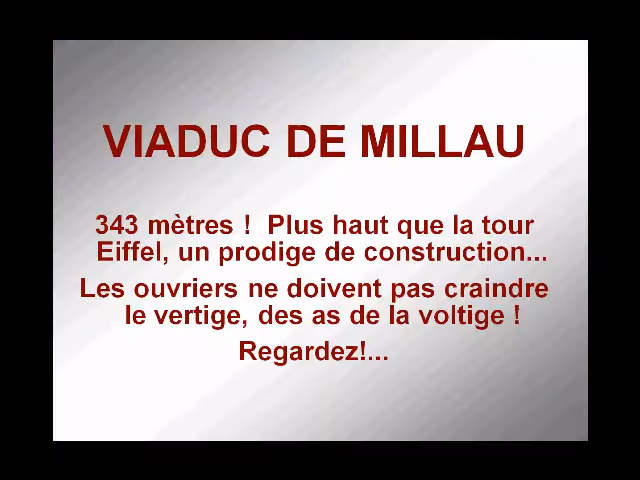 VIADUC DE MILLAU
343 mètres !  Plus haut que la tour
Eiffel, un prodige de construction...
Les ouvriers ne doivent pas craindre
le vertige, des as de la voltige !
Regardez!...